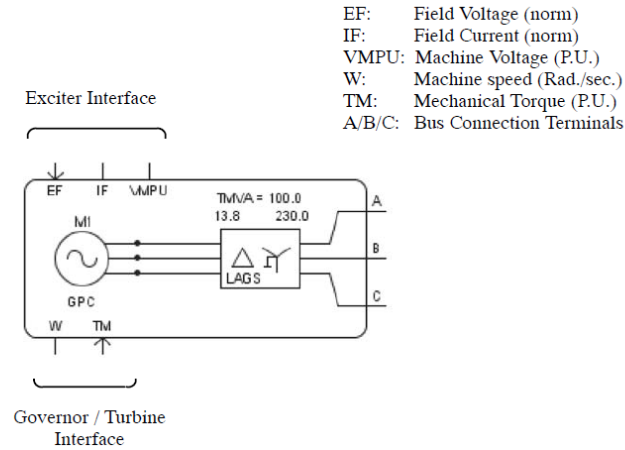 EF: Field Voltage (norm)
IF: Field Current (norm)
VMPU: Machine Voltage (P.U.)
W: Machine speed (Rad./sec.)
TM: Mechanical Torque (P.U.)
A/B/C: Bus Connection Terminals
Exciter Interface
EF IF VMPU
TMVA = 100.0
13.8 230.0
A
M1
B
LAGS
C
GPC
W TM
Governor / Turbine
Interface